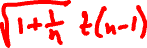 √(1+1/n) t(n-1)